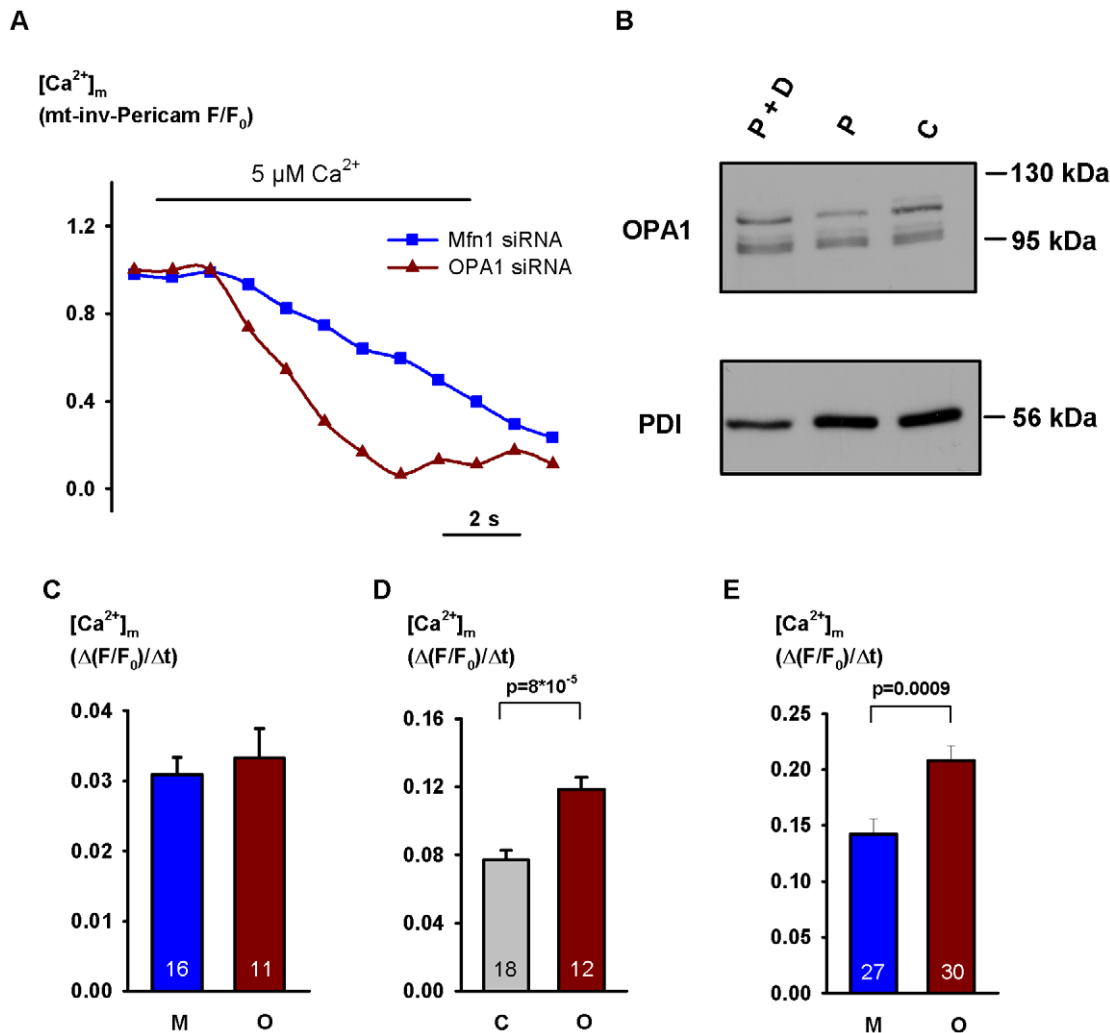 A
[Ca²⁺]ₘ
(mt-inv-Pericam F/F₀)
5 µM Ca²⁺
1.2
0.8
0.4
0.0
Mfn1 siRNA
OPA1 siRNA
2 s
B
P + D
P
C
OPA1
130 kDa
95 kDa
PDI
56 kDa
C
[Ca²⁺]ₘ
(Δ(F/F₀)/Δt)
0.04
0.03
0.02
0.01
0.00
16
11
M
O
D
[Ca²⁺]ₘ
(Δ(F/F₀)/Δt)
p=8*10⁻⁵
0.16
0.12
0.08
0.04
0.00
18
12
C
O
E
[Ca²⁺]ₘ
(Δ(F/F₀)/Δt)
p=0.0009
0.25
0.20
0.15
0.10
0.05
0.00
27
30
M
O